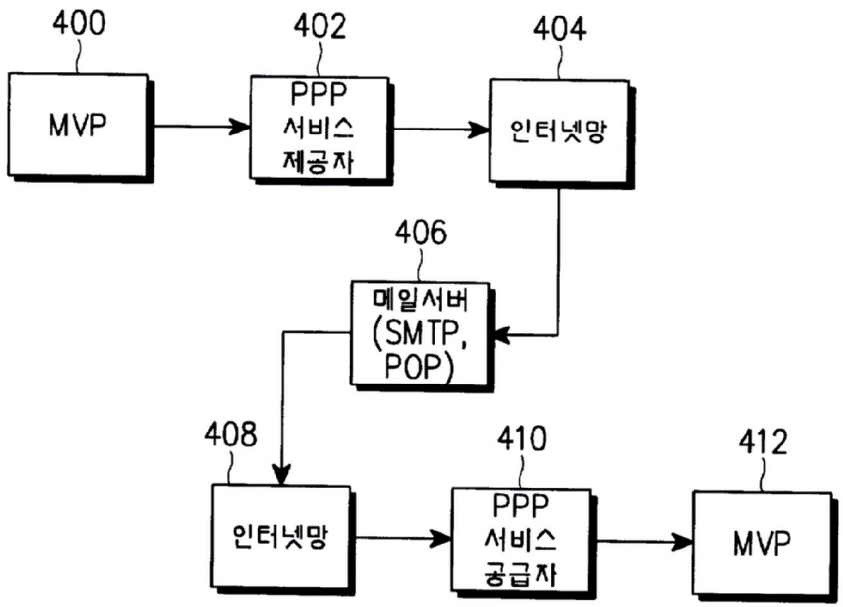 400
402
404
MVP
PPP
서비스
제공자
인터넷망
406
메일서버
(SMTP,
POP)
408
410
412
인터넷망
PPP
서비스
공급자
MVP